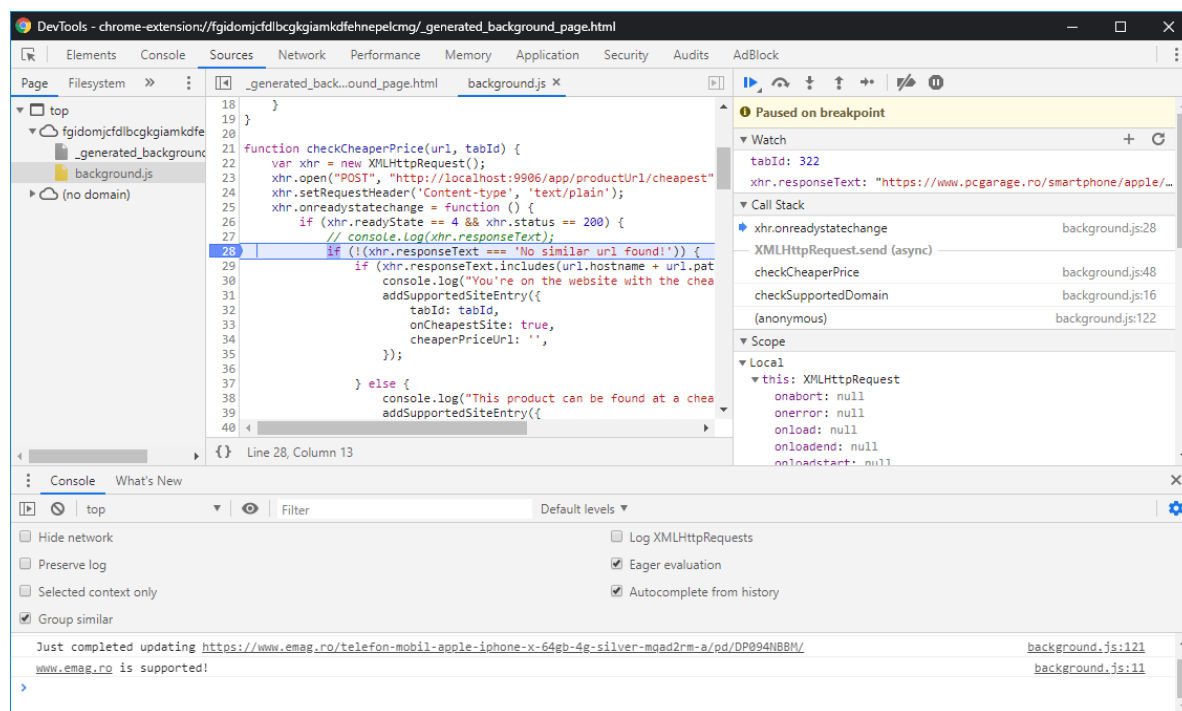 DevTools - chrome-extension://fgidomjcfdlbcgkgiamkdfehnepelcmg/_generated_background_page.html
Elements Console Sources Network Performance Memory Application Security Audits AdBlock
Page Filesystem » _generated_back...ound_page.html background.js ×
top
fgidomjcfdlbcgkgiamkdfe
_generated_background
background.js
(no domain)
18 }
19 }
20
21 function checkCheaperPrice(url, tabId) {
22 var xhr = new XMLHttpRequest();
23 xhr.open("POST", "http://localhost:9906/app/productUrl/cheapest"
24 xhr.setRequestHeader('Content-type', 'text/plain');
25 xhr.onreadystatechange = function () {
26 if (xhr.readyState == 4 && xhr.status == 200) {
27 // console.log(xhr.responseText);
28 if (!(xhr.responseText === 'No similar url found!')) {
29 if (xhr.responseText.includes(url.hostname + url.pat
30 console.log("You're on the website with the chea
31 addSupportedSiteEntry({
32 tabId: tabId,
33 onCheapestSite: true,
34 cheaperPriceUrl: '',
35 });
36
37 } else {
38 console.log("This product can be found at a chea
39 addSupportedSiteEntry({
40
{} Line 28, Column 13
Paused on breakpoint
Watch
tabId: 322
xhr.responseText: "https://www.pcgarage.ro/smartphone/apple/…
Call Stack
xhr.onreadystatechange background.js:28
XMLHttpRequest.send (async)
checkCheaperPrice background.js:48
checkSupportedDomain background.js:16
(anonymous) background.js:122
Scope
Local
this: XMLHttpRequest
onabort: null
onerror: null
onload: null
onloadend: null
onloadstart: null
Console What's New
top Filter Default levels
Hide network Log XMLHttpRequests
Preserve log Eager evaluation
Selected context only Autocomplete from history
Group similar
Just completed updating https://www.emag.ro/telefon-mobil-apple-iphone-x-64gb-4g-silver-mqad2rm-a/pd/DP094NBBM/ background.js:121
www.emag.ro is supported! background.js:11
>